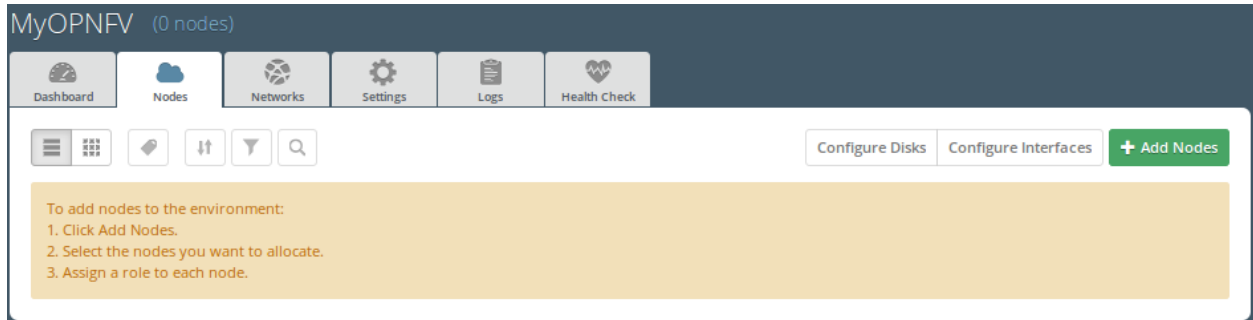 MyOPNFV (0 nodes)
Dashboard Nodes Networks Settings Logs Health Check
Configure Disks Configure Interfaces + Add Nodes
To add nodes to the environment:
1. Click Add Nodes.
2. Select the nodes you want to allocate.
3. Assign a role to each node.